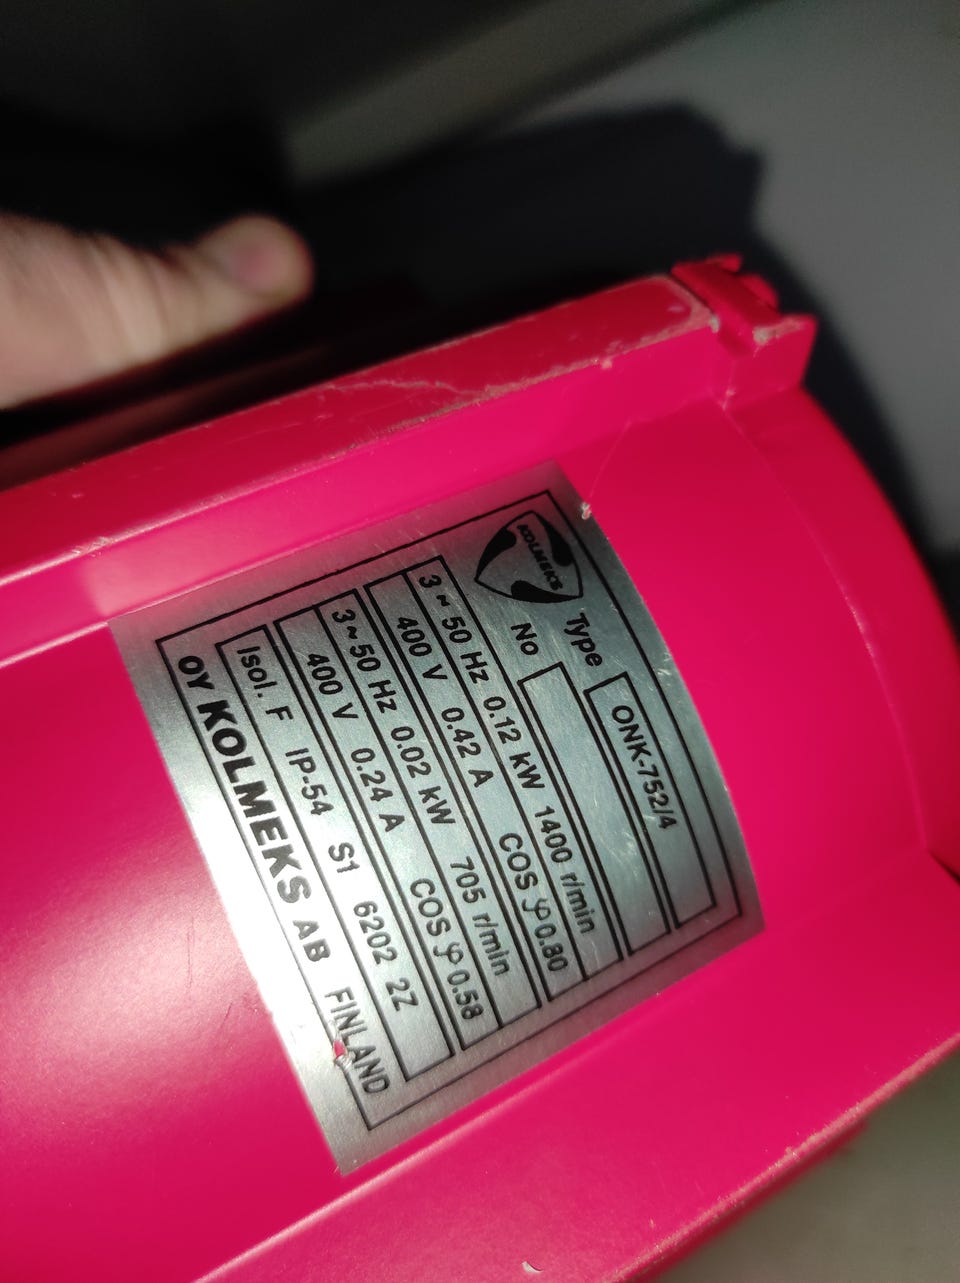 KOLMEKS
Type ONK-752/4
No
3~ 50 Hz 0.12 kW 1400 r/min
400 V 0.42 A COS φ 0.80
3~50 Hz 0.02 kW 705 r/min
400 V 0.24 A COS φ 0.58
Isol. F IP-54 S1 6202 2Z
OY KOLMEKS AB FINLAND